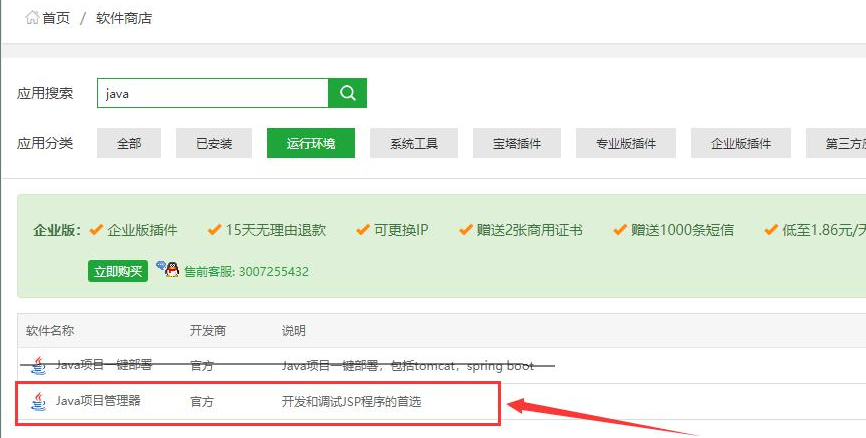 首页 / 软件商店
应用搜索 java
应用分类 全部 已安装 运行环境 系统工具 宝塔插件 专业版插件 企业版插件 第三方
企业版: 企业版插件 15天无理由退款 可更换IP 赠送2张商用证书 赠送1000条短信 低至1.86元/天
立即购买 售前客服: 3007255432
软件名称 开发商 说明
Java项目一键部署 官方 Java项目一键部署，包括tomcat，spring boot
Java项目管理器 官方 开发和调试JSP程序的首选